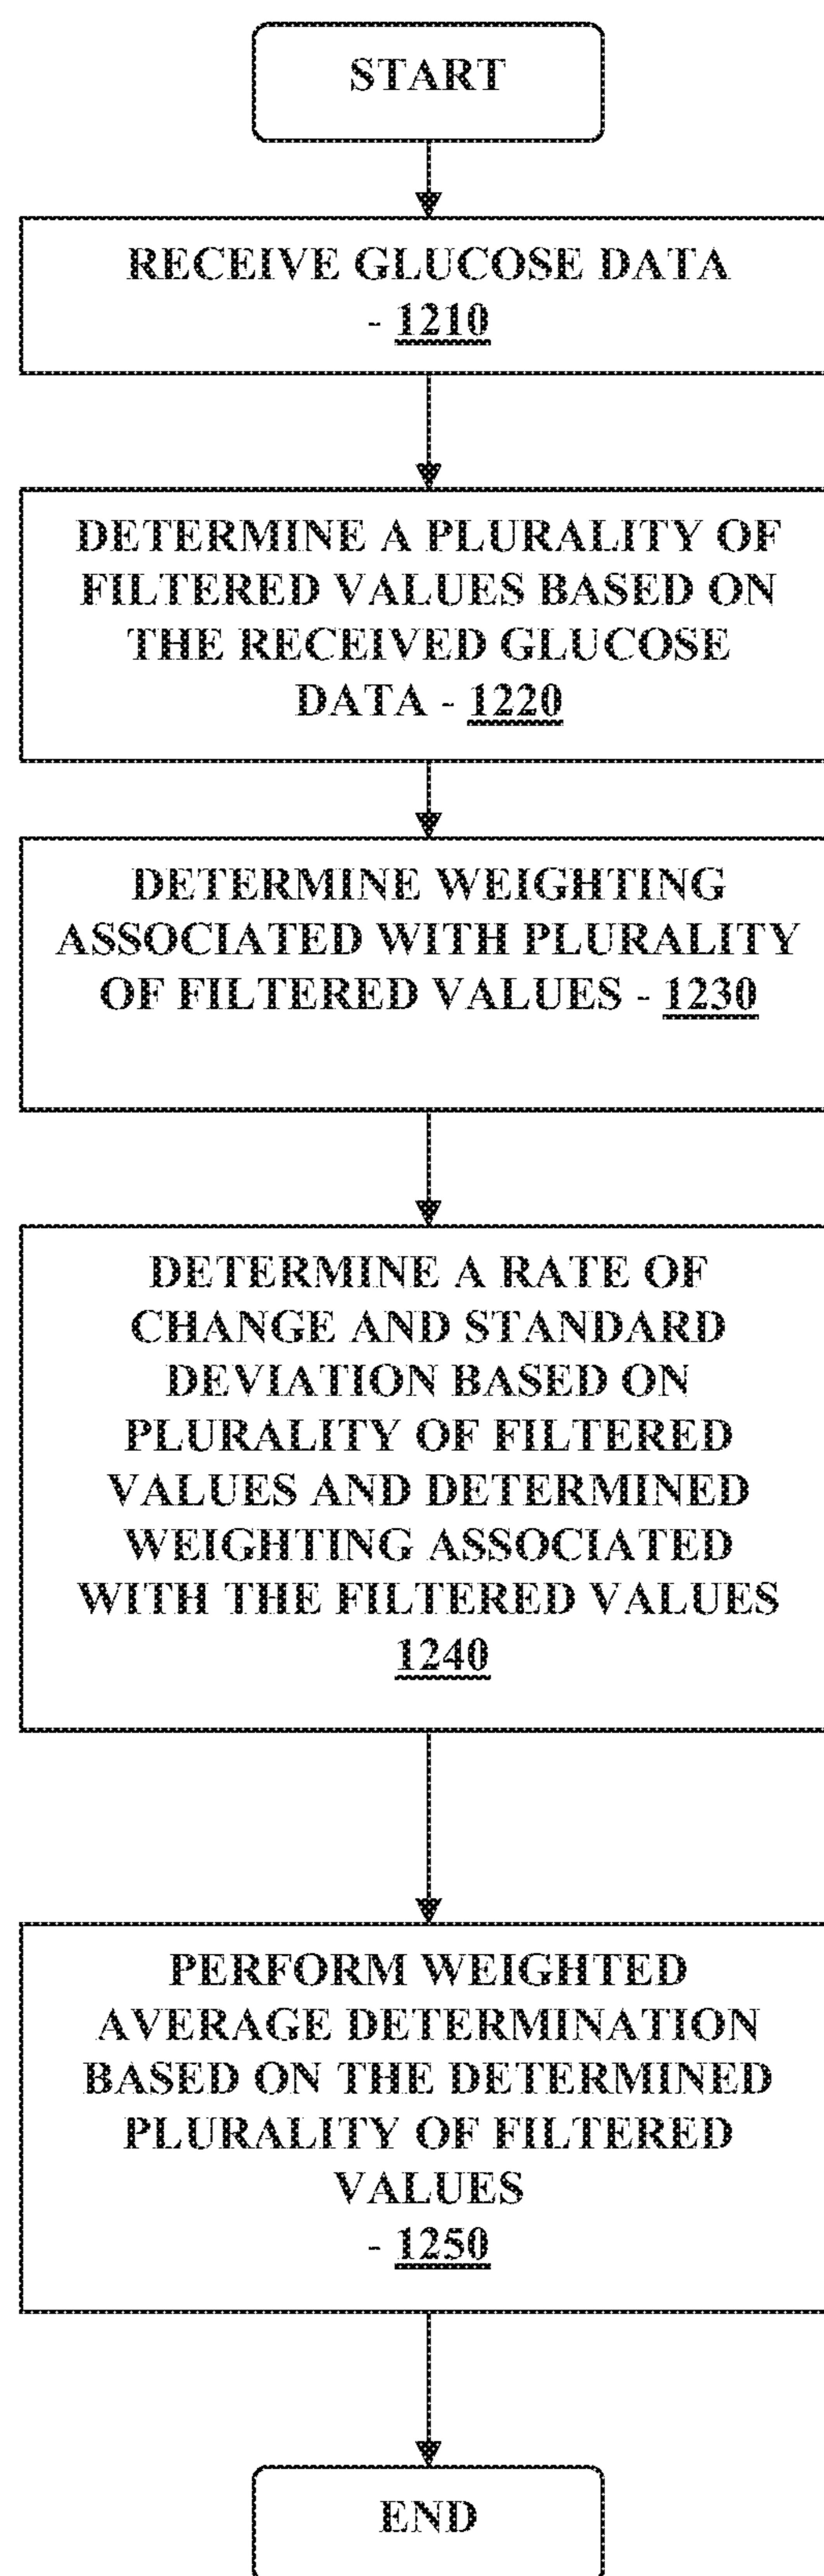 START
RECEIVE GLUCOSE DATA
- 1210
DETERMINE A PLURALITY OF
FILTERED VALUES BASED ON
THE RECEIVED GLUCOSE
DATA - 1220
DETERMINE WEIGHTING
ASSOCIATED WITH PLURALITY
OF FILTERED VALUES - 1230
DETERMINE A RATE OF
CHANGE AND STANDARD
DEVIATION BASED ON
PLURALITY OF FILTERED
VALUES AND DETERMINED
WEIGHTING ASSOCIATED
WITH THE FILTERED VALUES
1240
PERFORM WEIGHTED
AVERAGE DETERMINATION
BASED ON THE DETERMINED
PLURALITY OF FILTERED
VALUES
- 1250
END